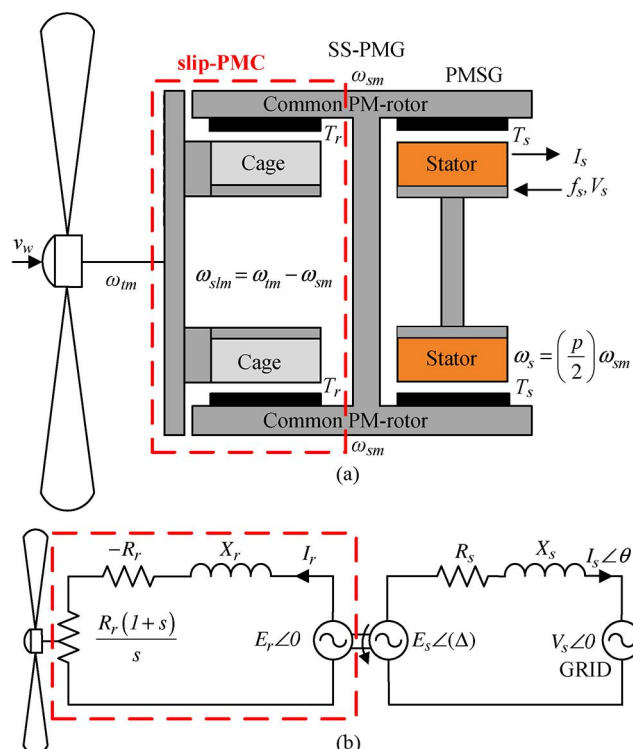 slip-PMC
SS-PMG
ω_sm
PMSG
Common PM-rotor
T_r
T_s
Cage
Stator
I_s
f_s, V_s
v_w
ω_tm
ω_slm = ω_tm − ω_sm
Cage
Stator
ω_s = (p/2) ω_sm
T_r
T_s
Common PM-rotor
ω_sm
(a)
−R_r
X_r
I_r
R_s
X_s
I_s∠θ
R_r(1+s)/s
E_r∠0
E_s∠(Δ)
V_s∠0
GRID
(b)